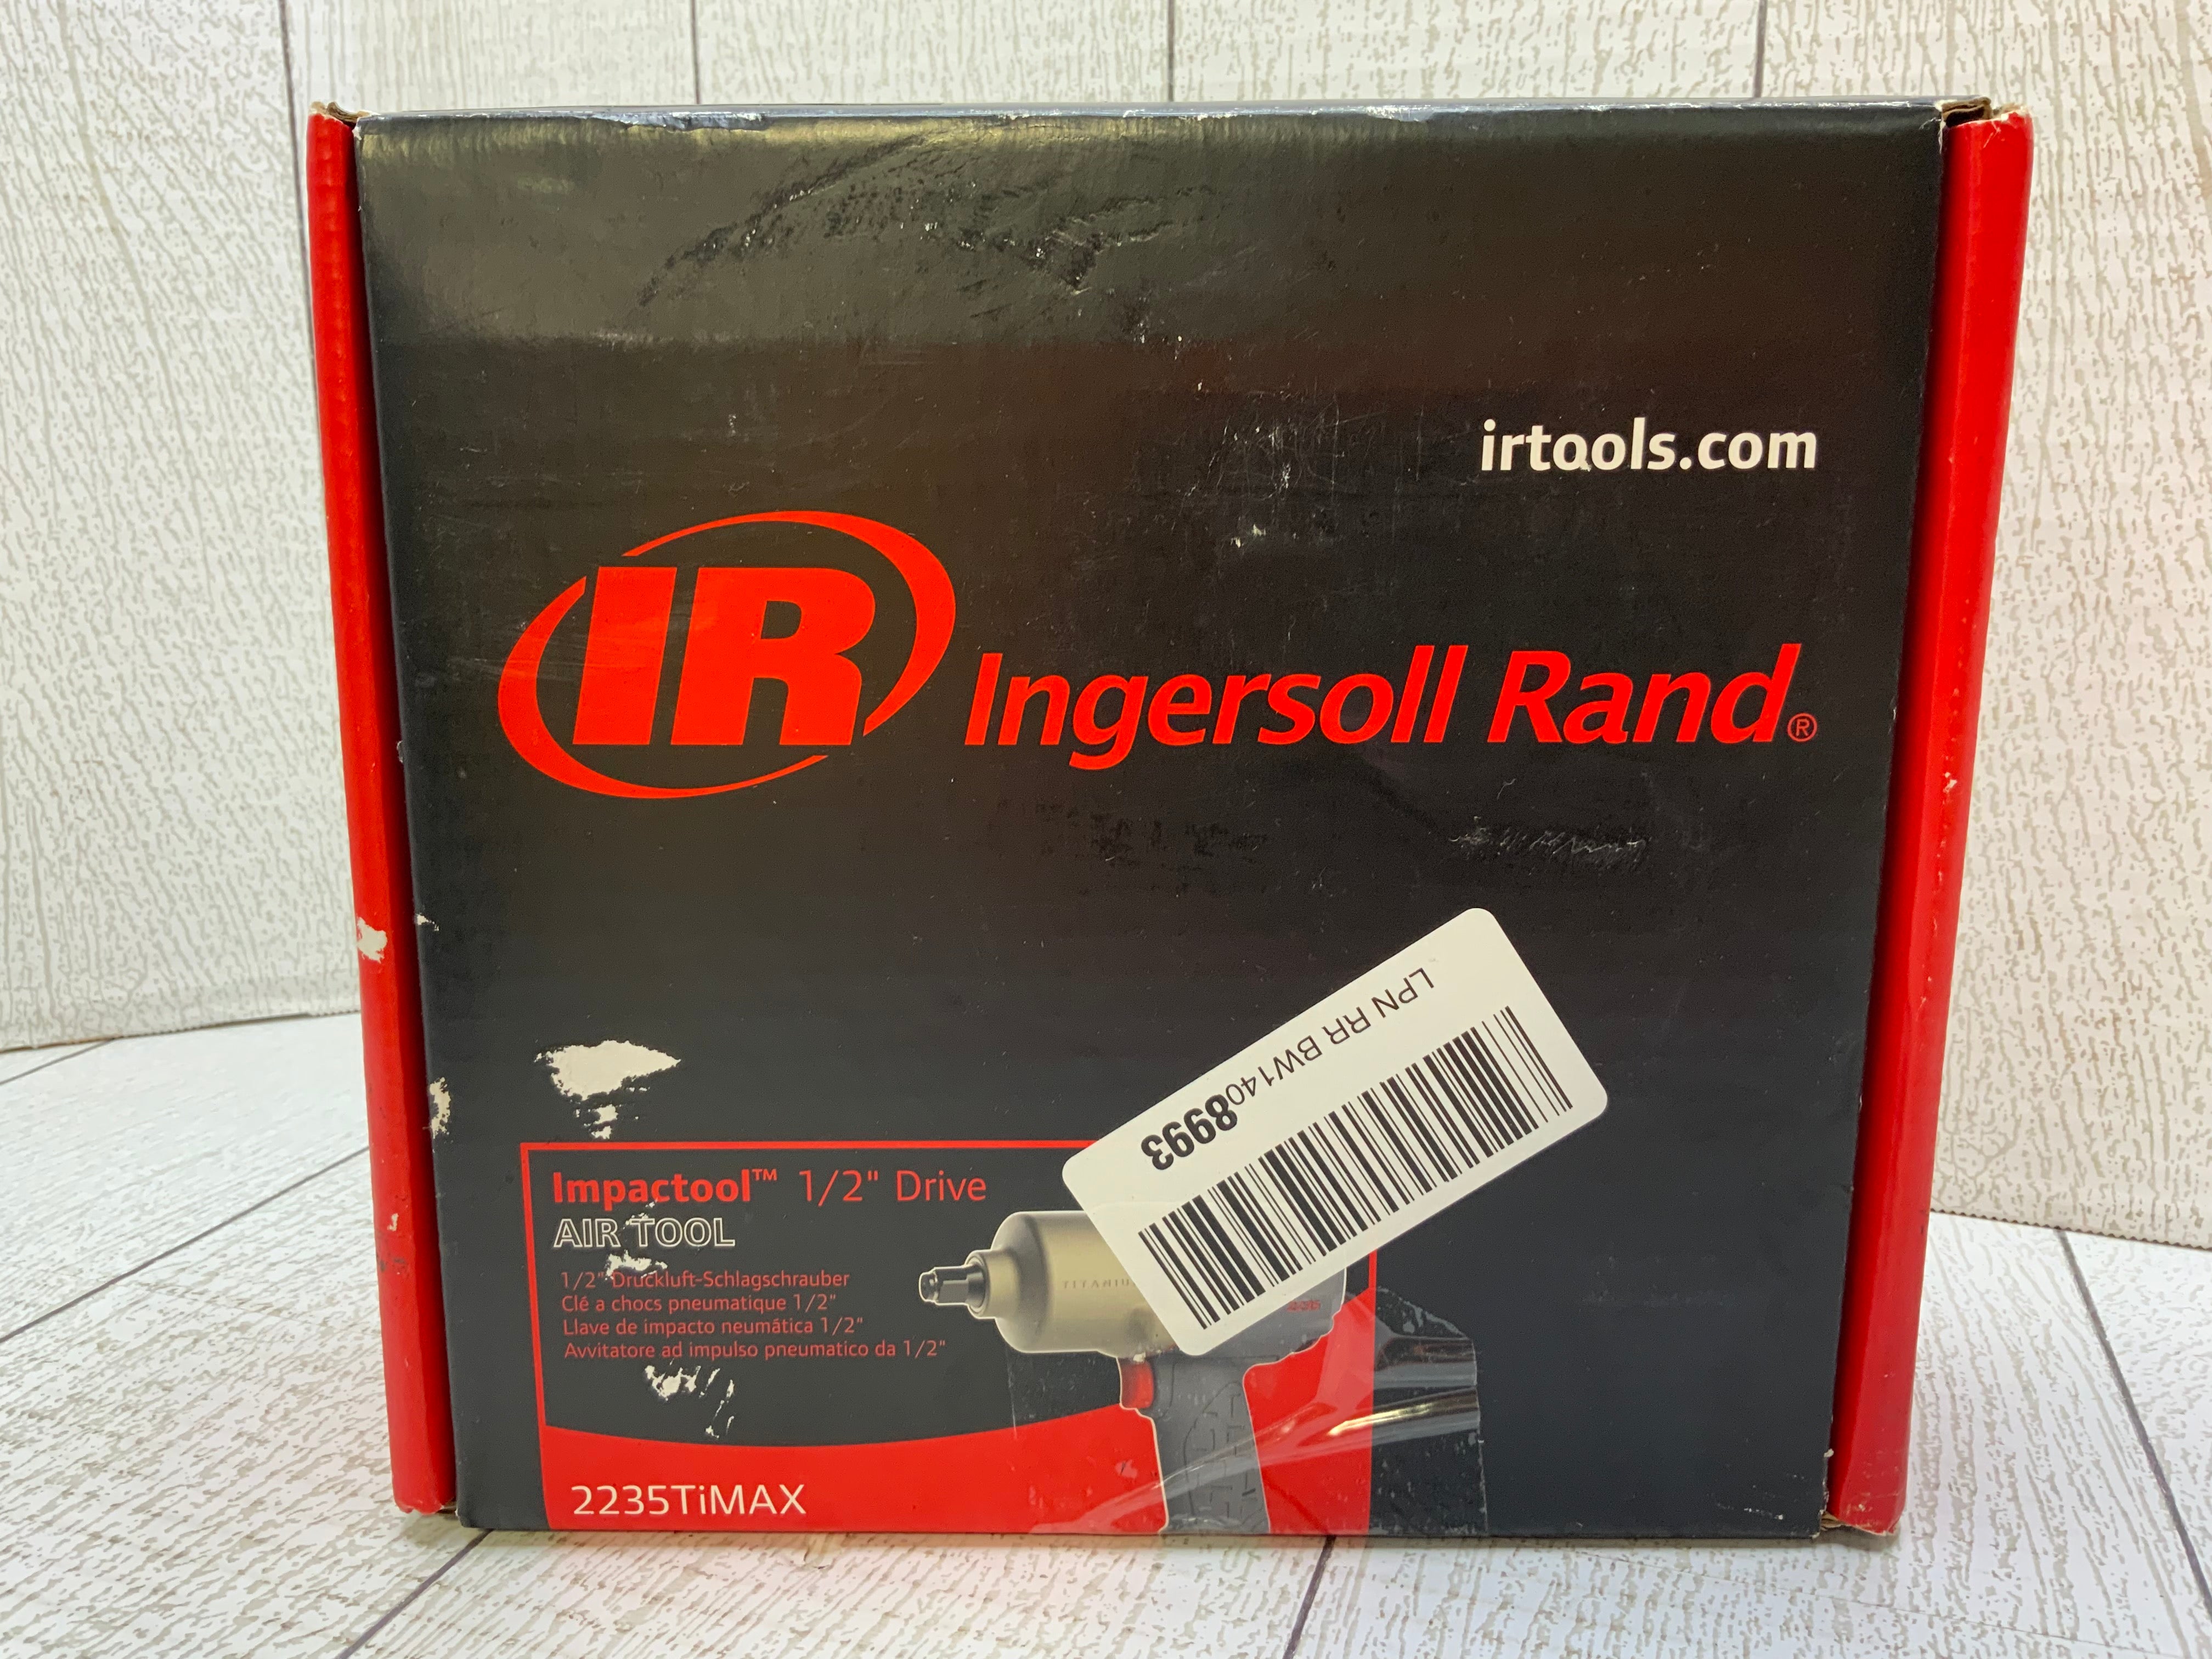 irtools.com
IR Ingersoll Rand®
LPN RR BW1408993
Impactool™ 1/2" Drive
AIR TOOL
1/2" Druckluft-Schlagschrauber
Clé a chocs pneumatique 1/2"
Llave de impacto neumática 1/2"
Avvitatore ad impulso pneumatico da 1/2"
2235TiMAX